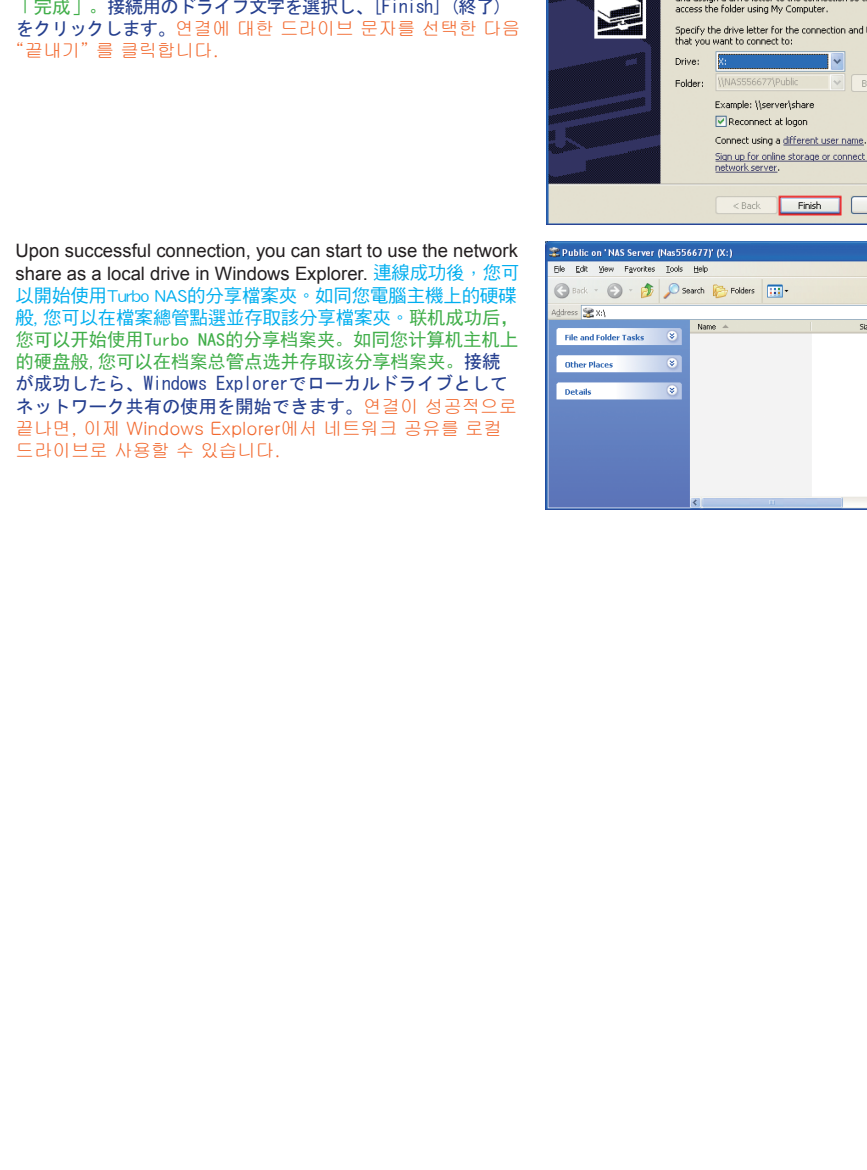 「完成」。接続用のドライブ文字を選択し、[Finish]（終了）
をクリックします。연결에 대한 드라이브 문자를 선택한 다음
“끝내기” 를 클릭합니다.
access the folder using My Computer.
Specify the drive letter for the connection and
that you want to connect to:
Drive: X:
Folder: \\NAS556677\Public
Example: \\server\share
Reconnect at logon
Connect using a different user name.
Sign up for online storage or connect
network server.
< Back Finish
Upon successful connection, you can start to use the network
share as a local drive in Windows Explorer. 連線成功後，您可
以開始使用Turbo NAS的分享檔案夾。如同您電腦主機上的硬碟
般, 您可以在檔案總管點選並存取該分享檔案夾。联机成功后，
您可以开始使用Turbo NAS的分享档案夹。如同您计算机主机上
的硬盘般, 您可以在档案总管点选并存取该分享档案夹。接続
が成功したら、Windows Explorerでローカルドライブとして
ネットワーク共有の使用を開始できます。연결이 성공적으로
끝나면, 이제 Windows Explorer에서 네트워크 공유를 로컬
드라이브로 사용할 수 있습니다.
Public on 'NAS Server (Nas556677)' (X:)
File Edit View Favorites Tools Help
Back Search Folders
Address X:\
Name
File and Folder Tasks
Other Places
Details